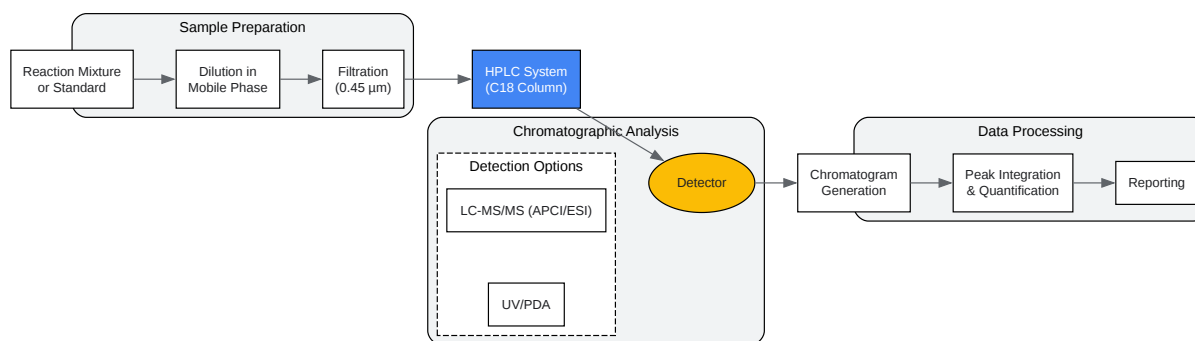 Sample Preparation
Reaction Mixture
or Standard
Dilution in
Mobile Phase
Filtration
(0.45 µm)
HPLC System
(C18 Column)
Chromatographic Analysis
Detection Options
LC-MS/MS (APCI/ESI)
UV/PDA
Detector
Data Processing
Chromatogram
Generation
Peak Integration
& Quantification
Reporting